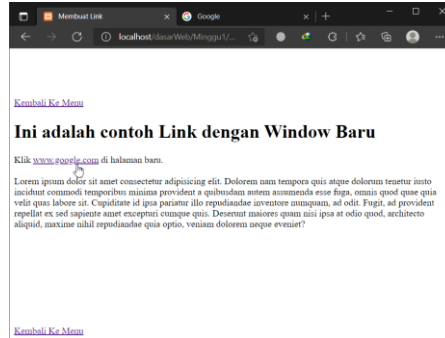 Membuat Link
Google
localhost/dasarWeb/Minggu1/...
Kembali Ke Menu
Ini adalah contoh Link dengan Window Baru
Klik www.google.com di halaman baru.
Lorem ipsum dolor sit amet consectetur adipisicing elit. Dolorem nam tempora quis atque dolorum tenetur iusto
incidunt commodi temporibus minima provident a quibusdam autem assumenda esse fuga, omnis quod quae quia
velit quas labore sit. Cupiditate id ipsa pariatur illo repudiandae inventore numquam, ad odit. Fugit, ad provident
repellat ex sed sapiente amet excepturi cumque quis. Deserunt maiores quam nisi ipsa at odio quod, architecto
aliquid, maxime nihil repudiandae quia optio, veniam dolorem neque eveniet?
Kembali Ke Menu